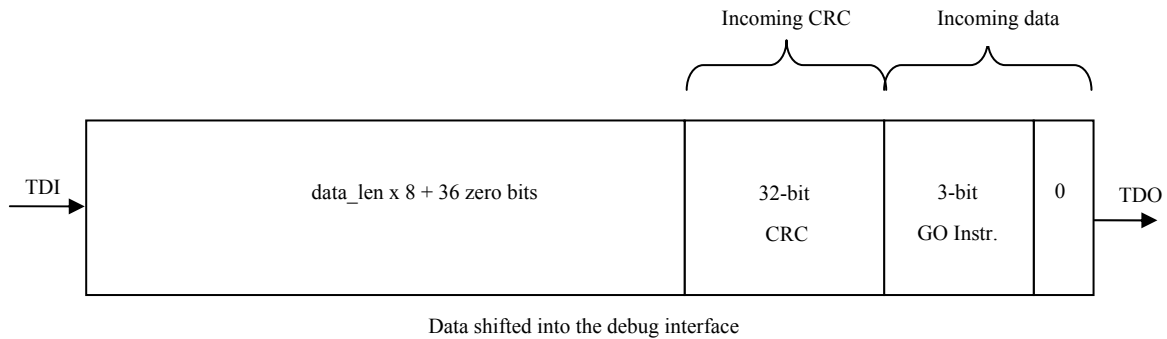 Incoming CRC
Incoming data
TDI
data_len x 8 + 36 zero bits
32-bit
CRC
3-bit
GO Instr.
0
TDO
Data shifted into the debug interface